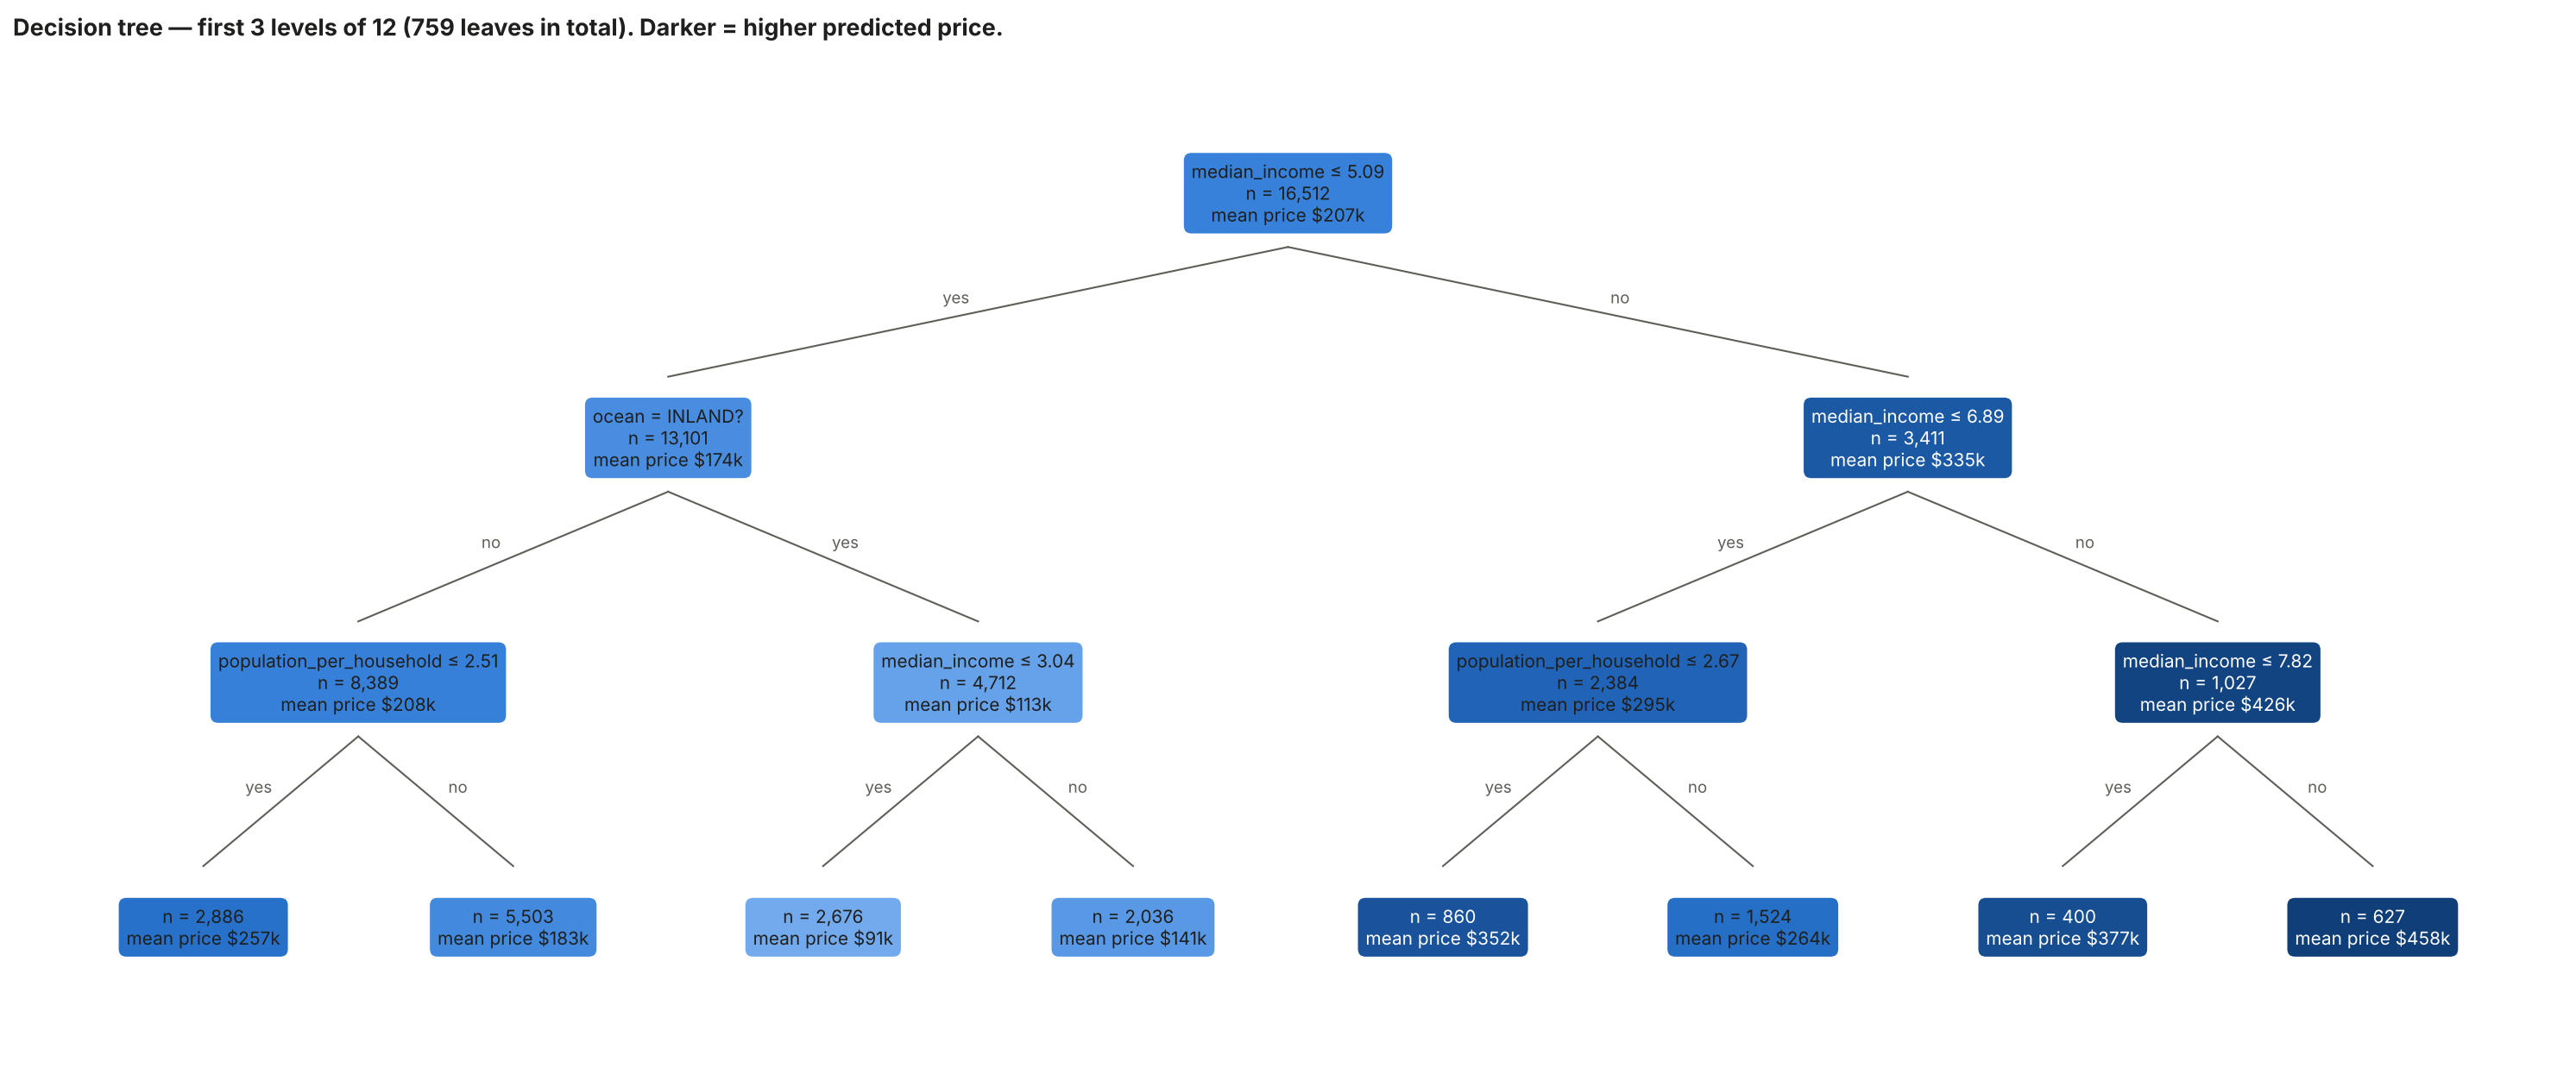 Decision tree — first 3 levels of 12 (759 leaves in total). Darker = higher predicted price.
median_income ≤ 5.09
n = 16,512
mean price $207k
yes
no
ocean = INLAND?
n = 13,101
mean price $174k
median_income ≤ 6.89
n = 3,411
mean price $335k
no
yes
yes
no
population_per_household ≤ 2.51
n = 8,389
mean price $208k
median_income ≤ 3.04
n = 4,712
mean price $113k
population_per_household ≤ 2.67
n = 2,384
mean price $295k
median_income ≤ 7.82
n = 1,027
mean price $426k
yes
no
yes
no
yes
no
yes
no
n = 2,886
mean price $257k
n = 5,503
mean price $183k
n = 2,676
mean price $91k
n = 2,036
mean price $141k
n = 860
mean price $352k
n = 1,524
mean price $264k
n = 400
mean price $377k
n = 627
mean price $458k